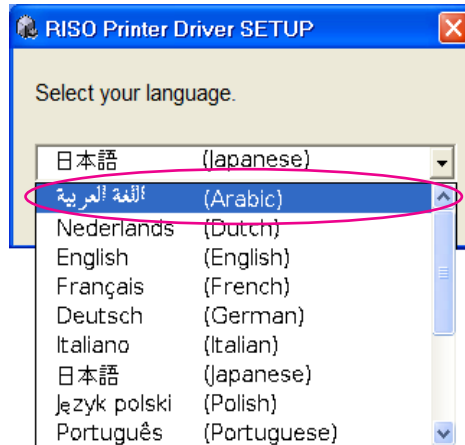 RISO Printer Driver SETUP
Select your language.
日本語 (Japanese)
اللغة العربية (Arabic)
Nederlands (Dutch)
English (English)
Français (French)
Deutsch (German)
Italiano (Italian)
日本語 (Japanese)
Język polski (Polish)
Português (Portuguese)